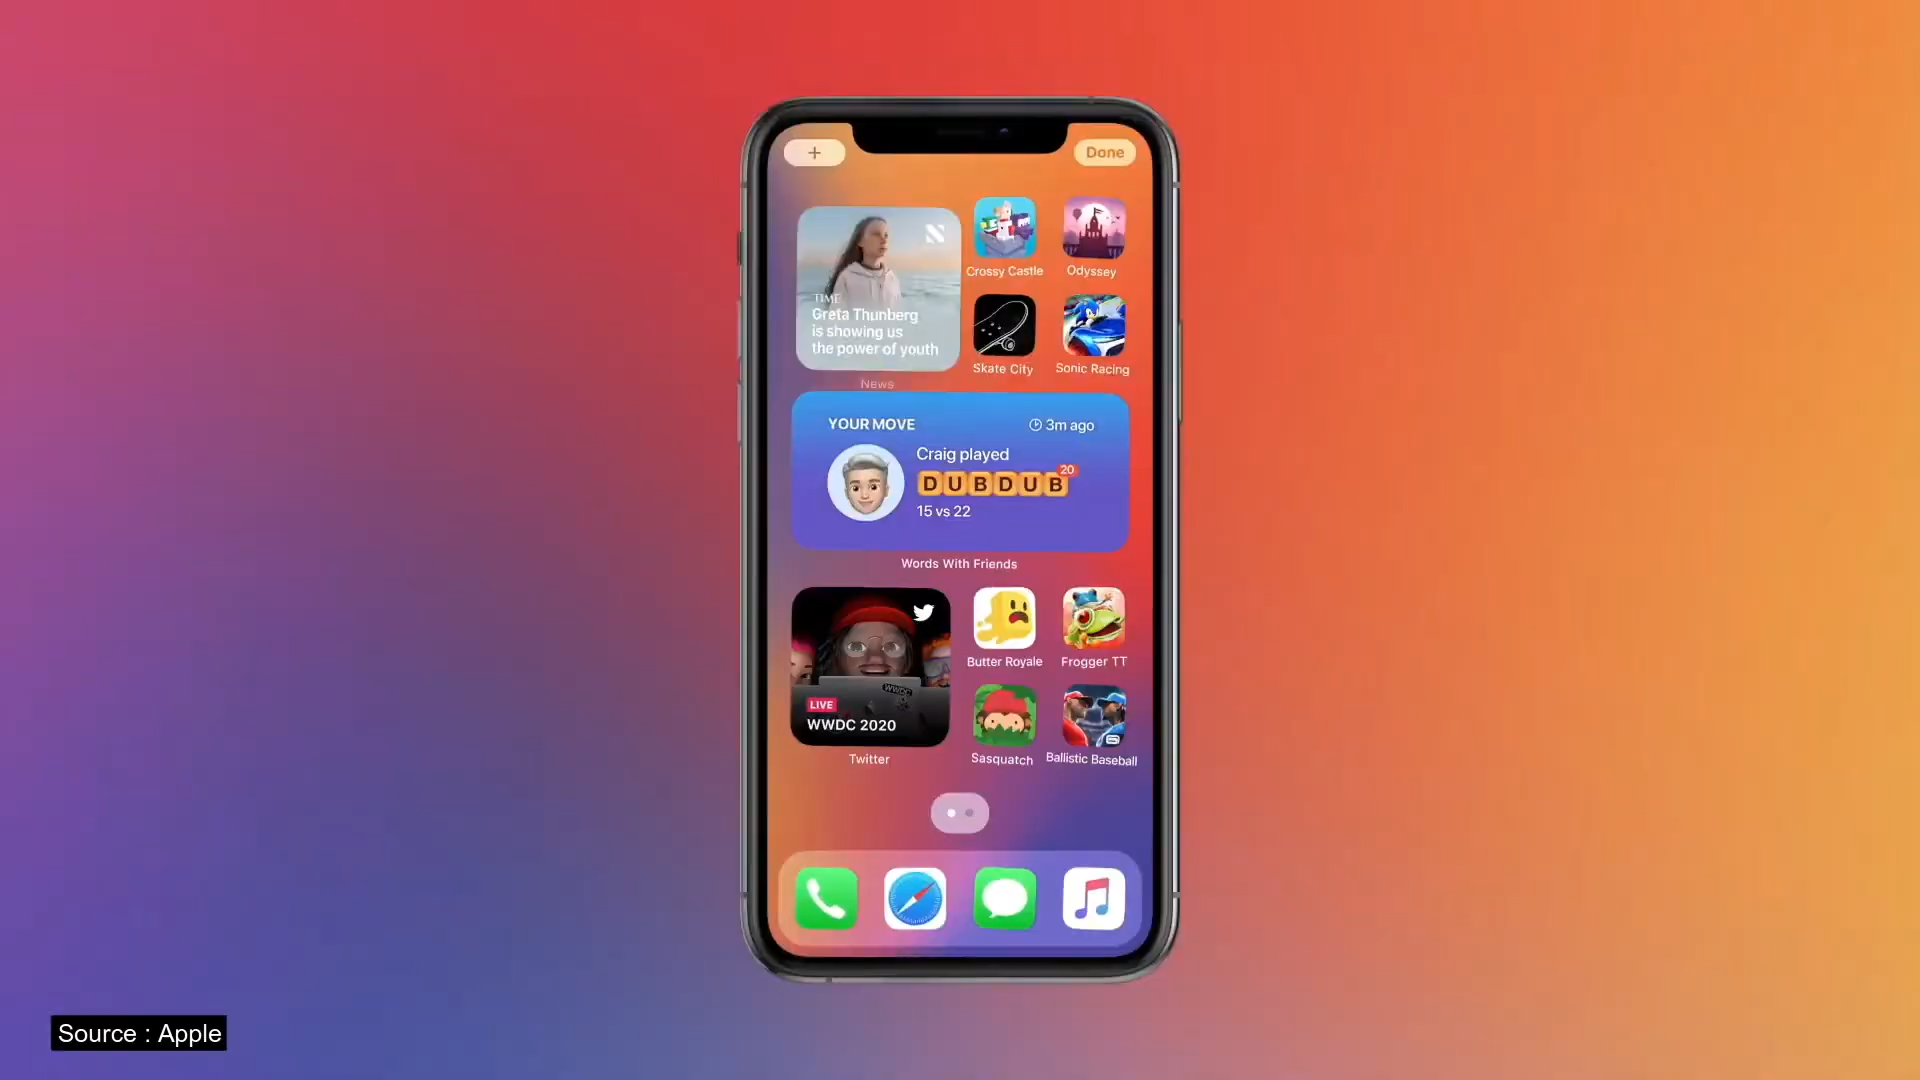 +
Done
TIME
Greta Thunberg
is showing us
the power of youth
News
Crossy Castle
Odyssey
Skate City
Sonic Racing
YOUR MOVE
3m ago
Craig played
DUBDUB
20
15 vs 22
Words With Friends
WWDC
LIVE
WWDC 2020
Twitter
Butter Royale
Frogger TT
Sasquatch
Ballistic Baseball
Source : Apple